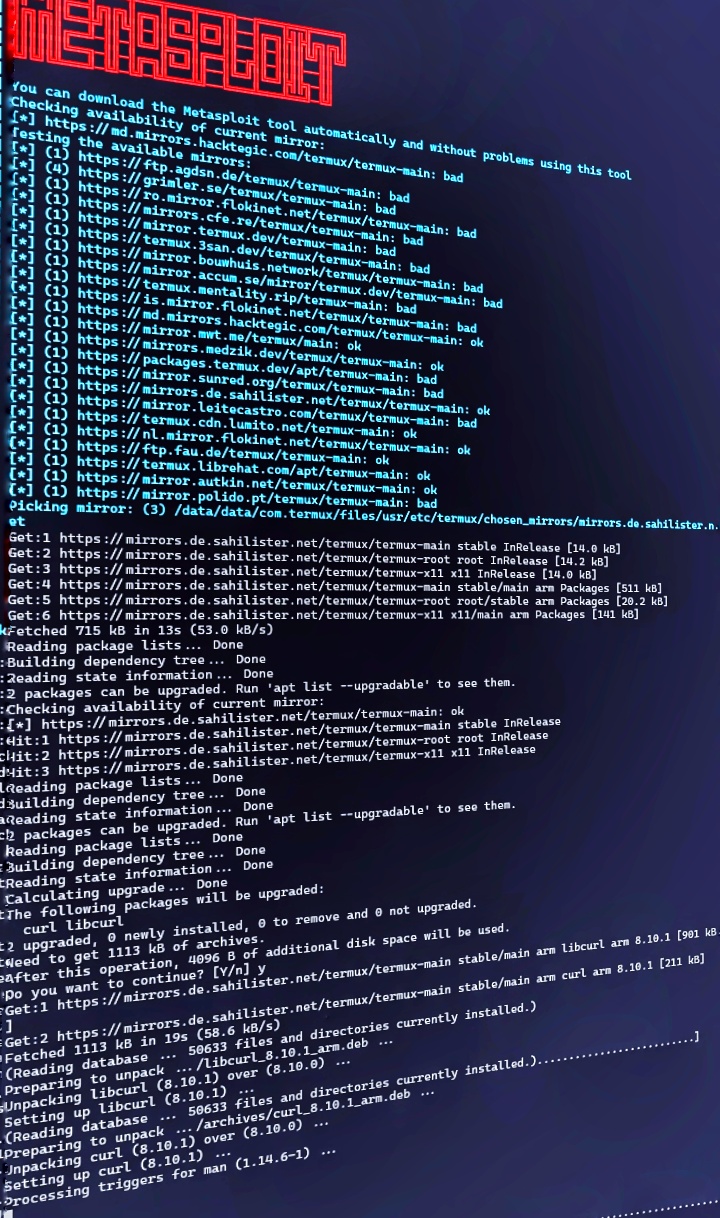 METASPLOIT
You can download the Metasploit tool automatically and without problems using this tool
Checking availability of current mirror:
[*] https://md.mirrors.hacktegic.com/termux/termux-main: bad
Testing the available mirrors:
[*] (1) https://ftp.agdsn.de/termux/termux-main: bad
[*] (4) https://grimler.se/termux/termux-main: bad
[*] (1) https://ro.mirror.flokinet.net/termux/termux-main: bad
[*] (1) https://mirrors.cfe.re/termux/termux-main: bad
[*] (1) https://mirror.termux.dev/termux-main: bad
[*] (1) https://termux.3san.dev/termux/termux-main: bad
[*] (1) https://mirror.bouwhuis.network/termux/termux-main: bad
[*] (1) https://mirror.accum.se/mirror/termux.dev/termux-main: bad
[*] (1) https://termux.mentality.rip/termux-main: bad
[*] (1) https://is.mirror.flokinet.net/termux/termux-main: bad
[*] (1) https://md.mirrors.hacktegic.com/termux/termux-main: ok
[*] (1) https://mirror.mwt.me/termux/main: ok
[*] (1) https://mirrors.medzik.dev/termux/termux-main: ok
[*] (1) https://packages.termux.dev/apt/termux-main: bad
[*] (1) https://mirror.sunred.org/termux/termux-main: bad
[*] (1) https://mirrors.de.sahilister.net/termux/termux-main: ok
[*] (1) https://mirror.leitecastro.com/termux/termux-main: bad
[*] (1) https://termux.cdn.lumito.net/termux-main: ok
[*] (1) https://nl.mirror.flokinet.net/termux/termux-main: ok
[*] (1) https://ftp.fau.de/termux/termux-main: ok
[*] (1) https://termux.librehat.com/apt/termux-main: ok
[*] (1) https://mirror.autkin.net/termux/termux-main: ok
[*] (1) https://mirror.polido.pt/termux/termux-main: bad
Picking mirror: (3) /data/data/com.termux/files/usr/etc/termux/chosen_mirrors/mirrors.de.sahilister.n
et
Get:1 https://mirrors.de.sahilister.net/termux/termux-main stable InRelease [14.0 kB]
Get:2 https://mirrors.de.sahilister.net/termux/termux-root root InRelease [14.2 kB]
Get:3 https://mirrors.de.sahilister.net/termux/termux-x11 x11 InRelease [14.0 kB]
Get:4 https://mirrors.de.sahilister.net/termux/termux-main stable/main arm Packages [511 kB]
Get:5 https://mirrors.de.sahilister.net/termux/termux-root root/stable arm Packages [20.2 kB]
Get:6 https://mirrors.de.sahilister.net/termux/termux-x11 x11/main arm Packages [141 kB]
Fetched 715 kB in 13s (53.0 kB/s)
Reading package lists... Done
Building dependency tree... Done
Reading state information... Done
2 packages can be upgraded. Run 'apt list --upgradable' to see them.
Checking availability of current mirror:
[*] https://mirrors.de.sahilister.net/termux/termux-main: ok
Hit:1 https://mirrors.de.sahilister.net/termux/termux-main stable InRelease
Hit:2 https://mirrors.de.sahilister.net/termux/termux-root root InRelease
Hit:3 https://mirrors.de.sahilister.net/termux/termux-x11 x11 InRelease
Reading package lists... Done
Building dependency tree... Done
Reading state information... Done
2 packages can be upgraded. Run 'apt list --upgradable' to see them.
Reading package lists... Done
Building dependency tree... Done
Reading state information... Done
Calculating upgrade... Done
The following packages will be upgraded:
curl libcurl
2 upgraded, 0 newly installed, 0 to remove and 0 not upgraded.
Need to get 1113 kB of archives.
After this operation, 4096 B of additional disk space will be used.
Do you want to continue? [Y/n] y
Get:1 https://mirrors.de.sahilister.net/termux/termux-main stable/main arm libcurl arm 8.10.1 [901 kB
]
Get:2 https://mirrors.de.sahilister.net/termux/termux-main stable/main arm curl arm 8.10.1 [211 kB]
Fetched 1113 kB in 19s (58.6 kB/s)
(Reading database ... 50633 files and directories currently installed.)
Preparing to unpack .../libcurl_8.10.1_arm.deb ...
Unpacking libcurl (8.10.1) over (8.10.0) ...
Setting up libcurl (8.10.1) ...
(Reading database ... 50633 files and directories currently installed.)..........................]
Preparing to unpack .../archives/curl_8.10.1_arm.deb ...
Unpacking curl (8.10.1) over (8.10.0) ...
Setting up curl (8.10.1) ...
Processing triggers for man (1.14.6-1) ...